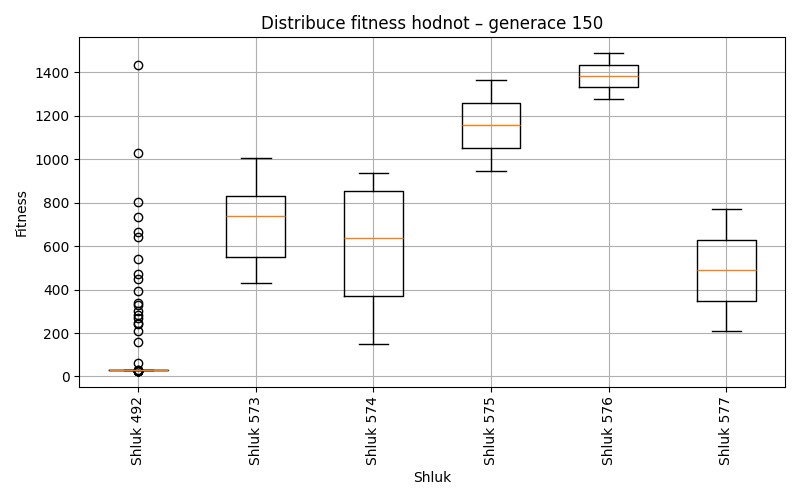 Distribuce fitness hodnot – generace 150
Fitness
1400
1200
1000
800
600
400
200
0
Shluk 492
Shluk 573
Shluk 574
Shluk 575
Shluk 576
Shluk 577
Shluk